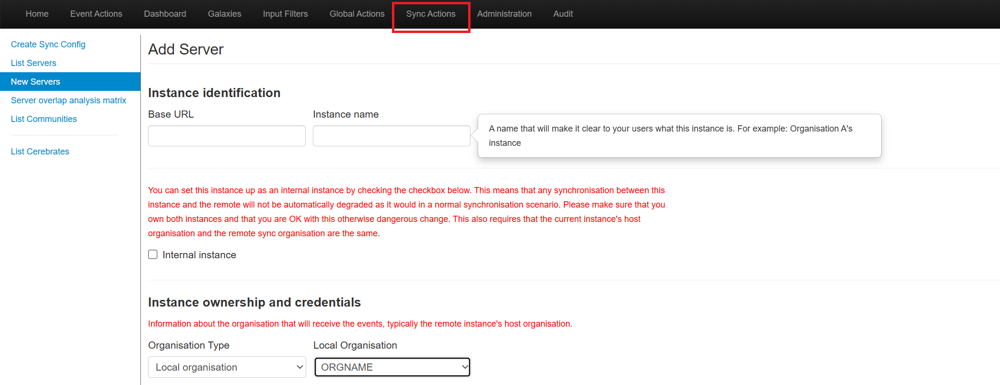 Home Event Actions Dashboard Galaxies Input Filters Global Actions Sync Actions Administration Audit
Create Sync Config
List Servers
New Servers
Server overlap analysis matrix
List Communities
List Cerebrates
Add Server
Instance identification
Base URL Instance name
A name that will make it clear to your users what this instance is. For example: Organisation A's
instance
You can set this instance up as an internal instance by checking the checkbox below. This means that any synchronisation between this
instance and the remote will not be automatically degraded as it would in a normal synchronisation scenario. Please make sure that you
own both instances and that you are OK with this otherwise dangerous change. This also requires that the current instance's host
organisation and the remote sync organisation are the same.
Internal instance
Instance ownership and credentials
Information about the organisation that will receive the events, typically the remote instance's host organisation.
Organisation Type Local Organisation
Local organisation ORGNAME